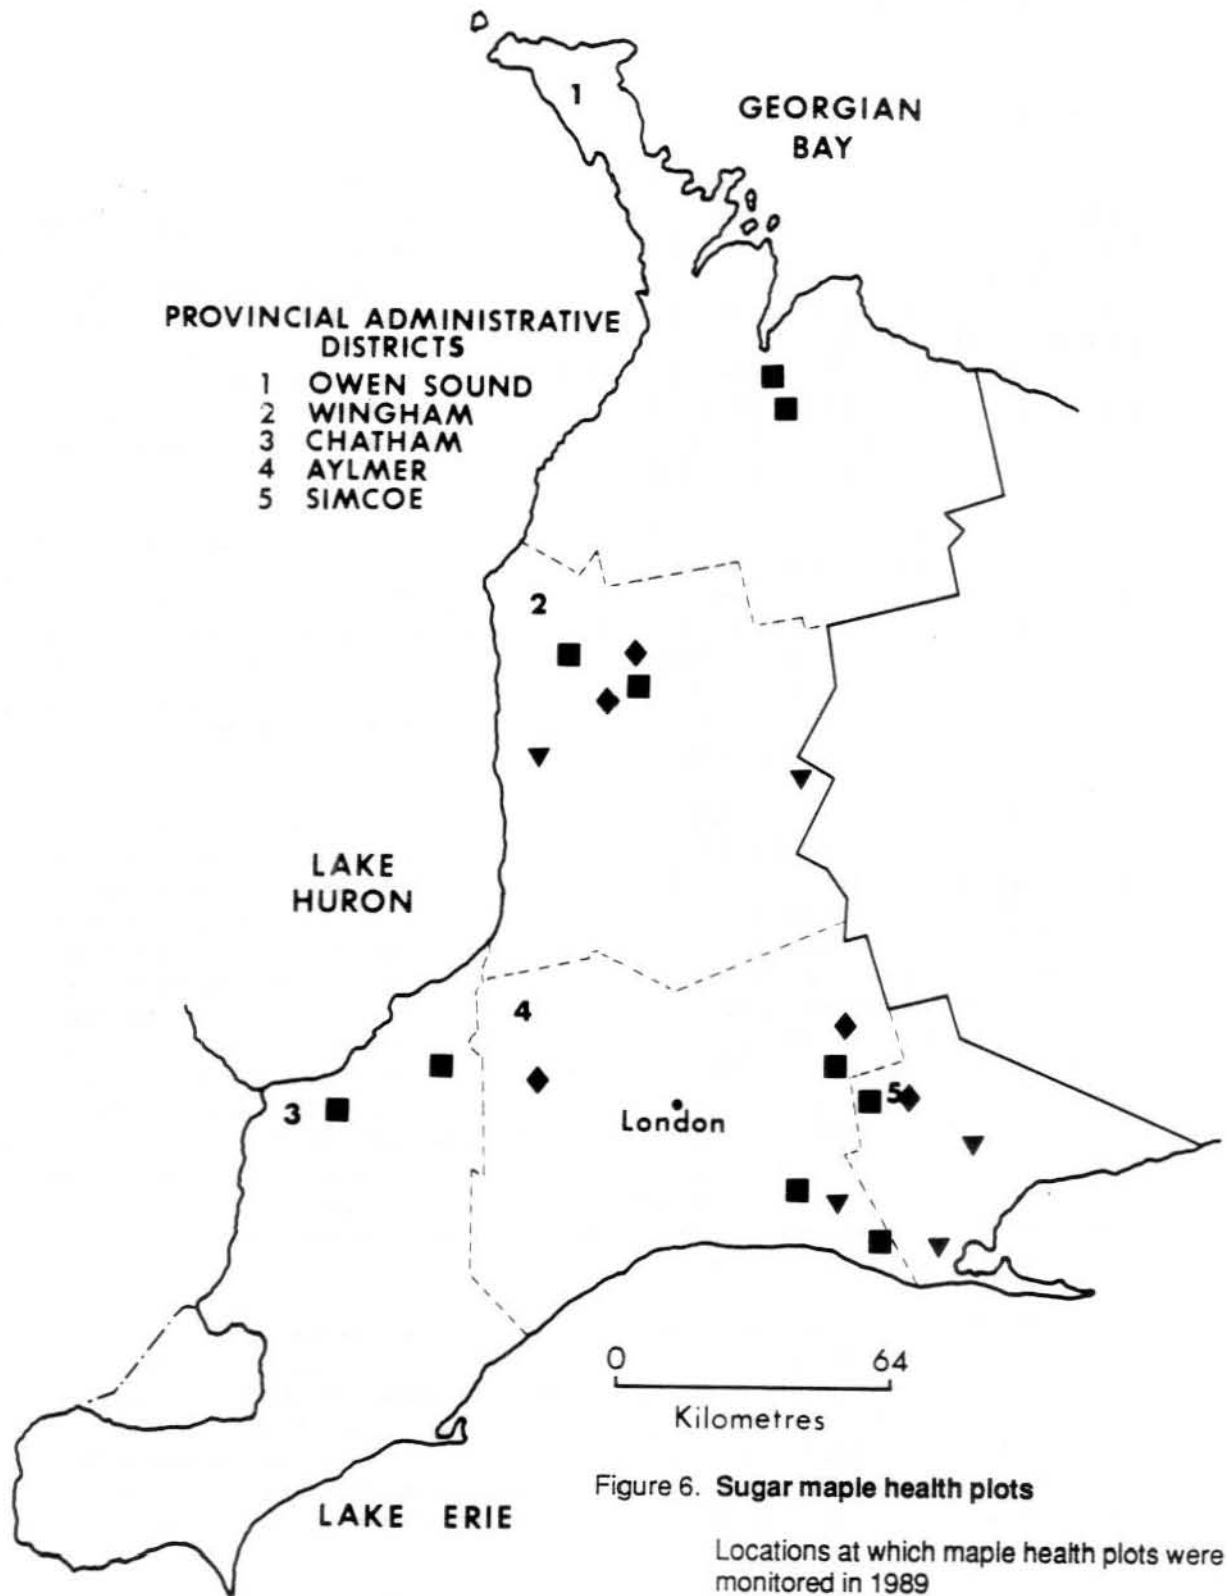 1
GEORGIAN
BAY
PROVINCIAL ADMINISTRATIVE
DISTRICTS
1 OWEN SOUND
2 WINGHAM
3 CHATHAM
4 AYLMER
5 SIMCOE
2
LAKE
HURON
4
3
5
London
0 64
Kilometres
Figure 6. Sugar maple health plots
LAKE ERIE
Locations at which maple health plots were
monitored in 1989